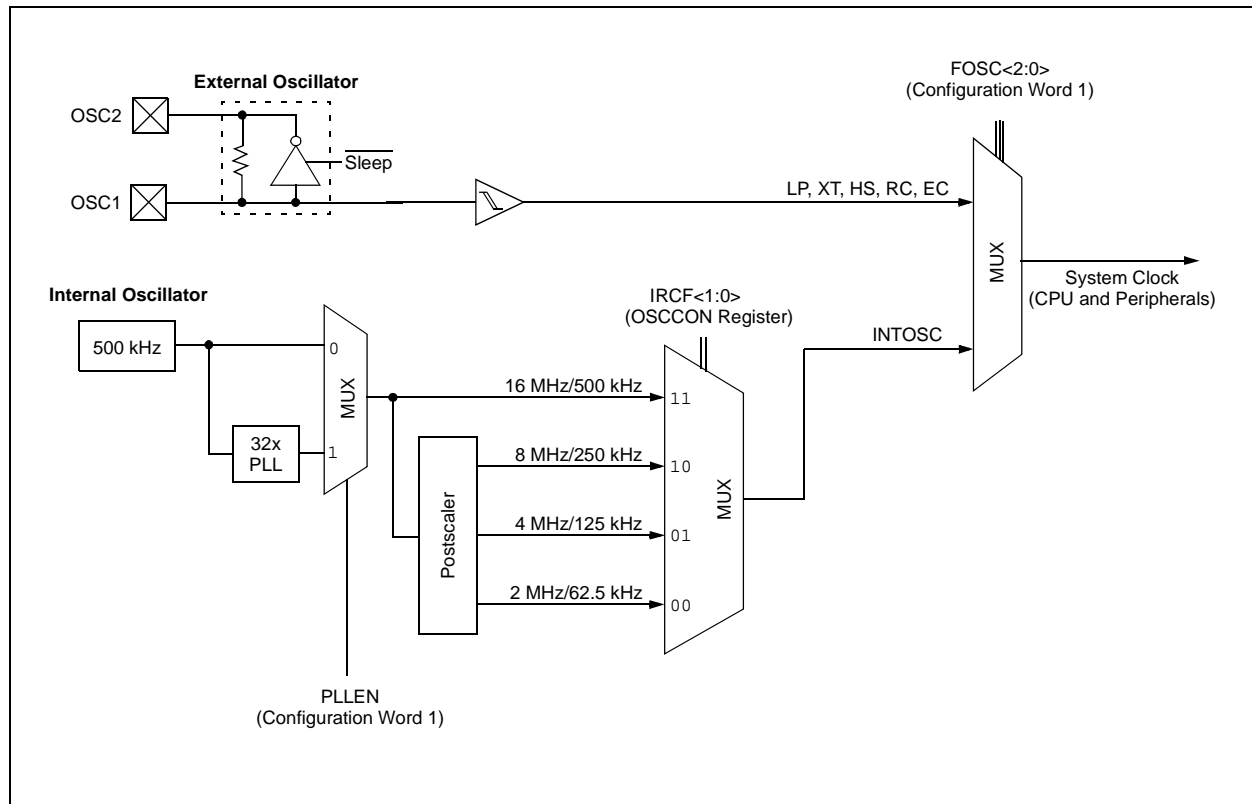 External Oscillator
OSC2
Sleep
OSC1
FOSC<2:0>
(Configuration Word 1)
LP, XT, HS, RC, EC
MUX
System Clock
(CPU and Peripherals)
Internal Oscillator
500 kHz
0
MUX
32x
PLL
1
IRCF<1:0>
(OSCCON Register)
INTOSC
16 MHz/500 kHz
11
Postscaler
8 MHz/250 kHz
10
MUX
4 MHz/125 kHz
01
2 MHz/62.5 kHz
00
PLLEN
(Configuration Word 1)